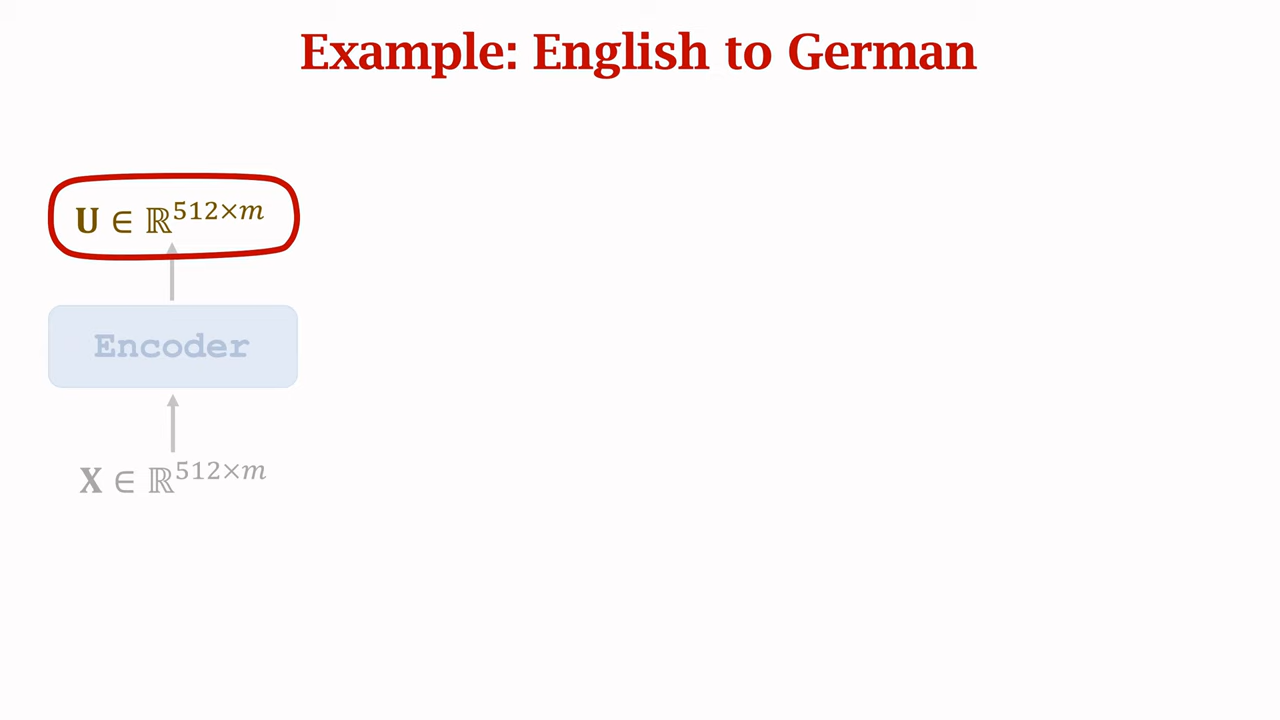 Example: English to German
𝐔 ∈ ℝ^{512×m}
Encoder
𝐗 ∈ ℝ^{512×m}